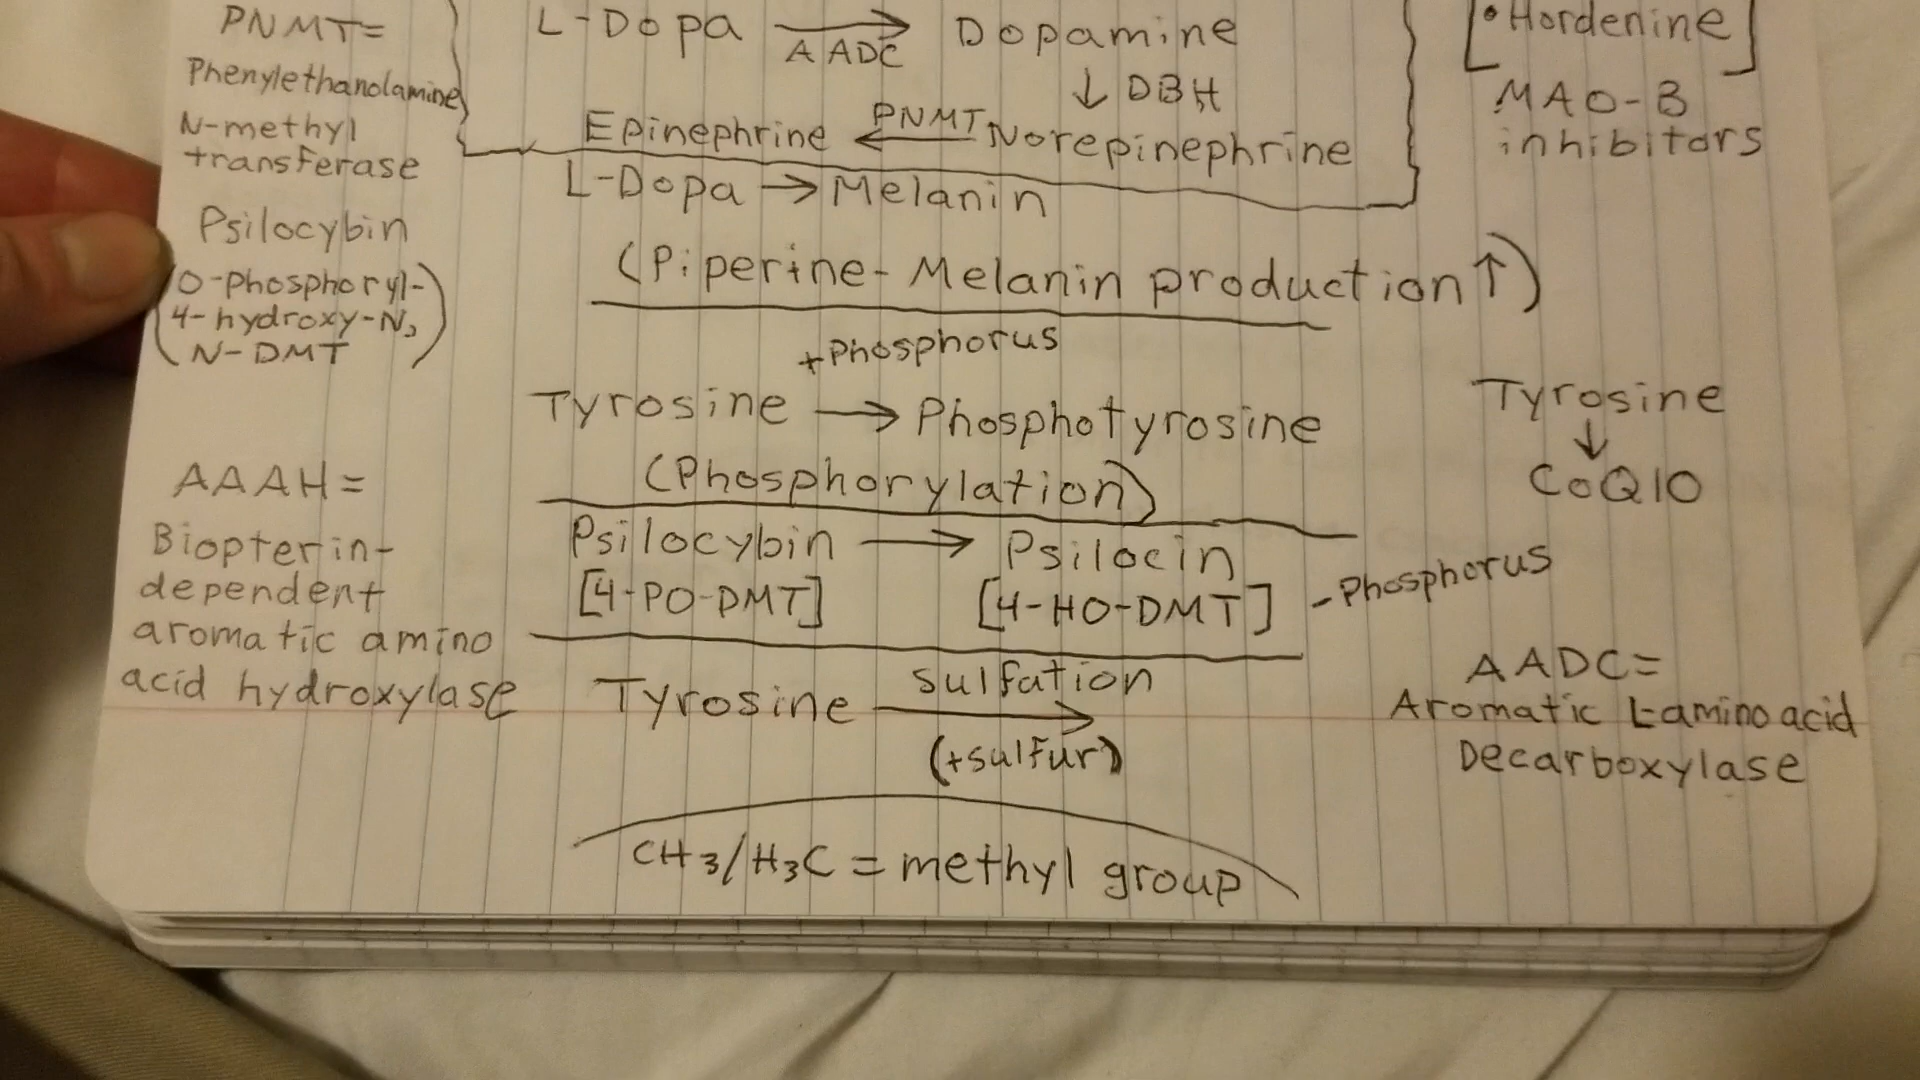 PNMT=
Phenylethanolamine
N-methyl
transferase
L-Dopa → Dopamine
AADC
↓ DBH
Epinephrine ← Norepinephrine
PNMT
L-Dopa → Melanin
[•Hordenine]
MAO-B
inhibitors
Psilocybin
(O-phosphoryl-
4-hydroxy-N,
N-DMT)
(Piperine-Melanin production↑)
+Phosphorus
Tyrosine → Phosphotyrosine
(Phosphorylation)
Tyrosine
↓
CoQ10
AAAH=
Biopterin-
dependent
aromatic amino
acid hydroxylase
Psilocybin → Psilocin
[4-PO-DMT] [4-HO-DMT] -Phosphorus
Tyrosine → sulfation
(+sulfur)
AADC=
Aromatic L-amino acid
Decarboxylase
CH3/H3C = methyl group